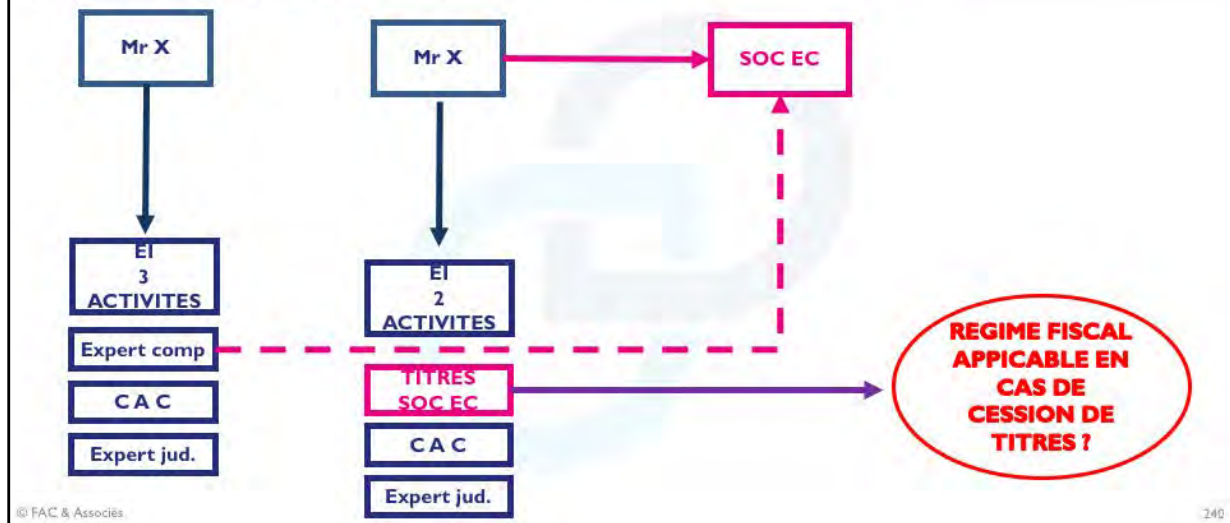 Mr X
Mr X
SOC EC
EI
3
ACTIVITES
Expert comp
C A C
Expert jud.
EI
2
ACTIVITES
TITRES
SOC EC
C A C
Expert jud.
REGIME FISCAL
APPICABLE EN
CAS DE
CESSION DE
TITRES ?
© FAC & Associés
240